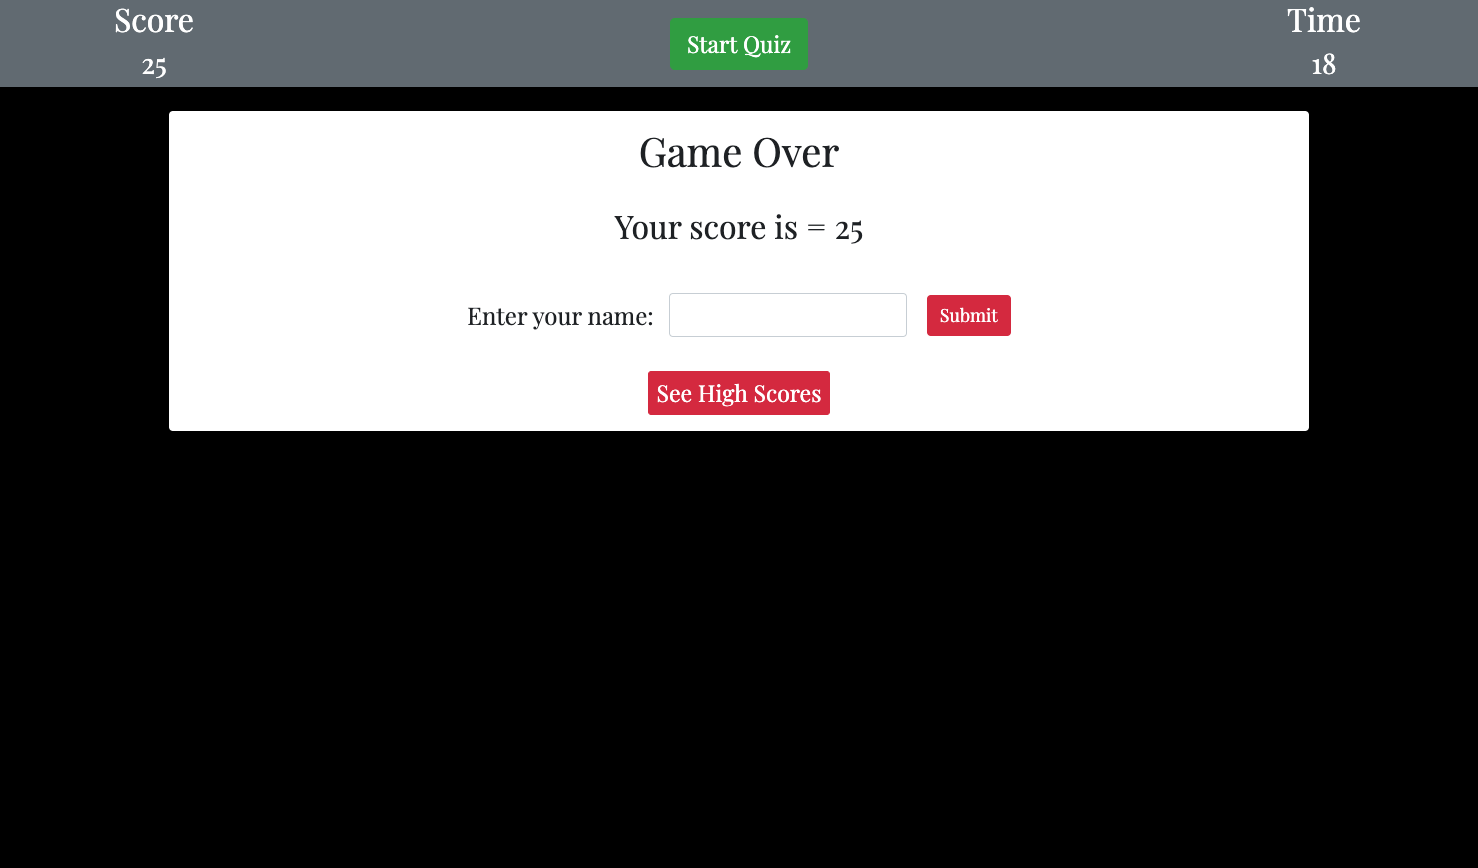 Score
25
Start Quiz
Time
18
Game Over
Your score is = 25
Enter your name:
Submit
See High Scores